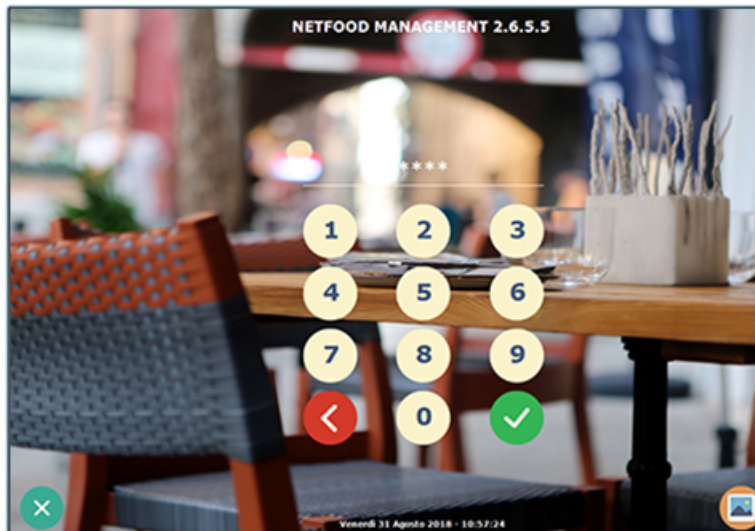 NETFOOD MANAGEMENT 2.6.5.5
****
1 2 3
4 5 6
7 8 9
0
Venerdì 31 Agosto 2018 - 10:57:24